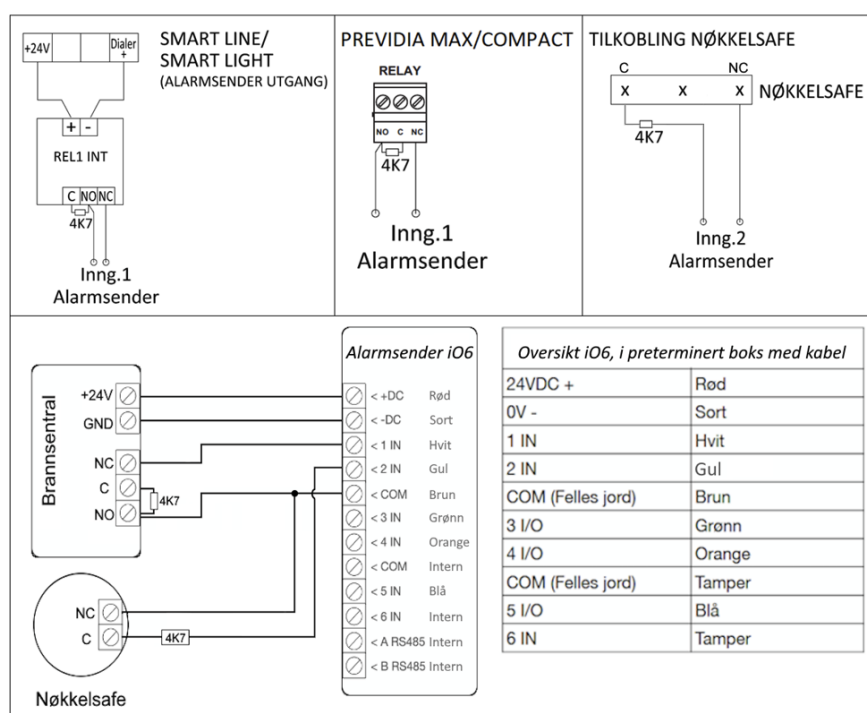 +24V
Dialer
+
SMART LINE/
SMART LIGHT
(ALARMSENDER UTGANG)
+ -
REL1 INT
C NO NC
4K7
Inng.1
Alarmsender
PREVIDIA MAX/COMPACT
RELAY
NO C NC
4K7
Inng.1
Alarmsender
TILKOBLING NØKKELSAFE
C NC
x x x NØKKELSAFE
4K7
Inng.2
Alarmsender
Brannsentral
+24V
GND
NC
C
NO
4K7
NC
C
4K7
Nøkkelsafe
Alarmsender iO6
< +DC Rød
< -DC Sort
< 1 IN Hvit
< 2 IN Gul
< COM Brun
< 3 IN Grønn
< 4 IN Orange
< COM Intern
< 5 IN Blå
< 6 IN Intern
< A RS485 Intern
< B RS485 Intern
Oversikt iO6, i preterminert boks med kabel
24VDC + Rød
0V - Sort
1 IN Hvit
2 IN Gul
COM (Felles jord) Brun
3 I/O Grønn
4 I/O Orange
COM (Felles jord) Tamper
5 I/O Blå
6 IN Tamper